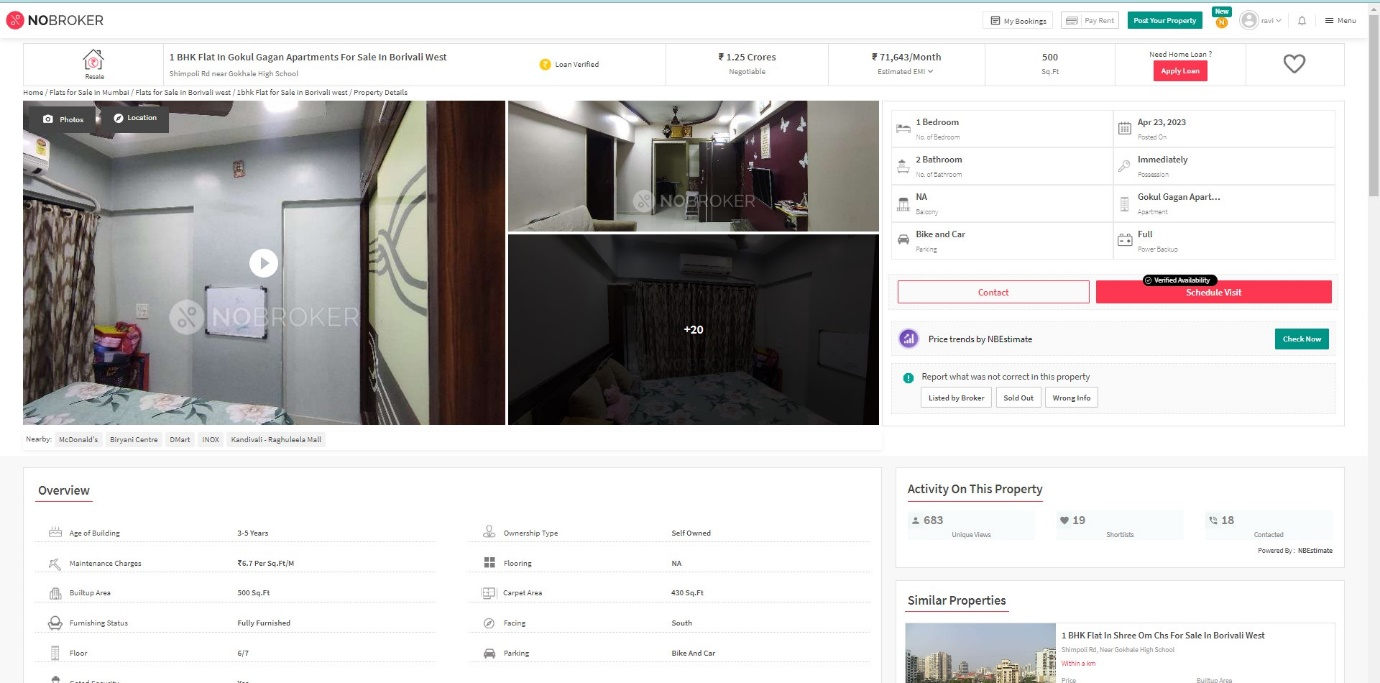 NOBROKER
My Bookings
Pay Rent
Post Your Property
New
N
ravi
Menu
Resale
1 BHK Flat In Gokul Gagan Apartments For Sale In Borivali West
Shimpoli Rd near Gokhale High School
Loan Verified
₹ 1.25 Crores
Negotiable
₹ 71,643/Month
Estimated EMI
500
Sq.Ft
Need Home Loan ?
Apply Loan
Home / Flats for Sale In Mumbai / Flats for Sale In Borivali west / 1bhk Flat for Sale in Borivali west / Property Details
Photos
Location
NOBROKER
NOBROKER
+20
1 Bedroom
No. of Bedroom
Apr 23, 2023
Posted On
2 Bathroom
No. of Bathroom
Immediately
Possession
NA
Balcony
Gokul Gagan Apart...
Apartment
Bike and Car
Parking
Full
Power Backup
Contact
Verified Availability
Schedule Visit
Price trends by NBEstimate
Check Now
Report what was not correct in this property
Listed by Broker
Sold Out
Wrong Info
Nearby: McDonald's Biryani Centre DMart INOX Kandivali - Raghuleela Mall
Overview
Age of Building 3-5 Years
Ownership Type Self Owned
Maintenance Charges ₹6.7 Per Sq.Ft/M
Flooring NA
Builtup Area 500 Sq.Ft
Carpet Area 430 Sq.Ft
Furnishing Status Fully Furnished
Facing South
Floor 6/7
Parking Bike And Car
Activity On This Property
683
Unique Views
19
Shortlists
18
Contacted
Powered By : NBEstimate
Similar Properties
1 BHK Flat In Shree Om Chs For Sale In Borivali West
Shimpoli Rd, Near Gokhale High School
Within a km
Price
Builtup Area